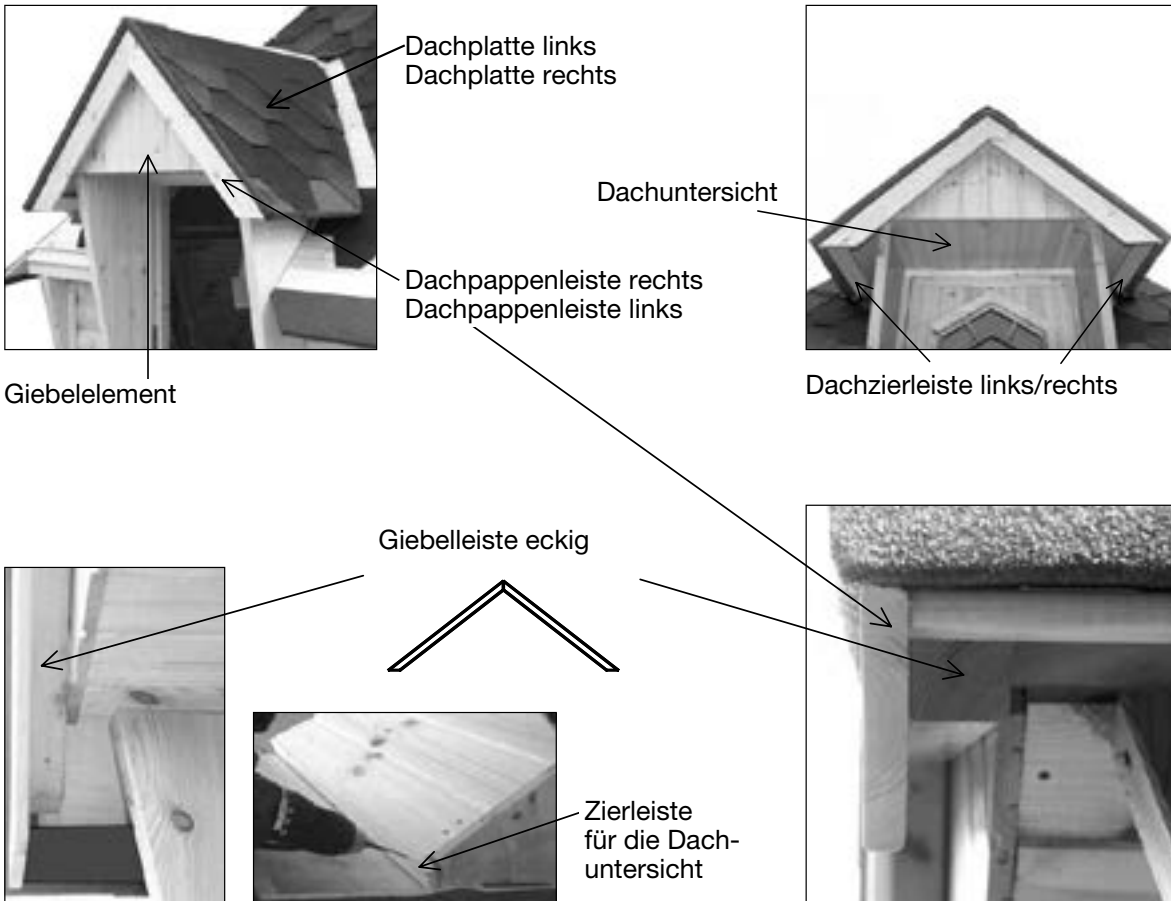 Dachplatte links
Dachplatte rechts
Dachuntersicht
Dachpappenleiste rechts
Dachpappenleiste links
Giebelelement
Dachzierleiste links/rechts
Giebelleiste eckig
Zierleiste
für die Dach-
untersicht